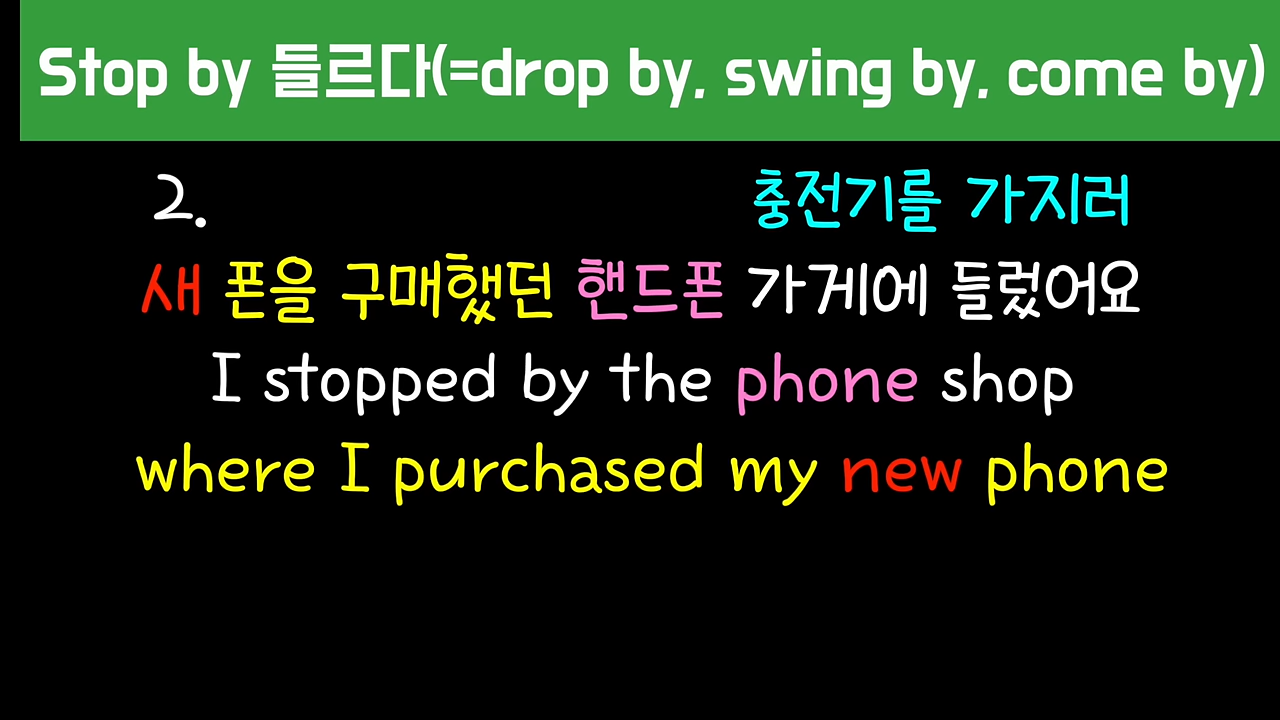 Stop by 들르다(=drop by, swing by, come by)
2. 충전기를 가지러
새 폰을 구매했던 핸드폰 가게에 들렀어요
I stopped by the phone shop
where I purchased my new phone